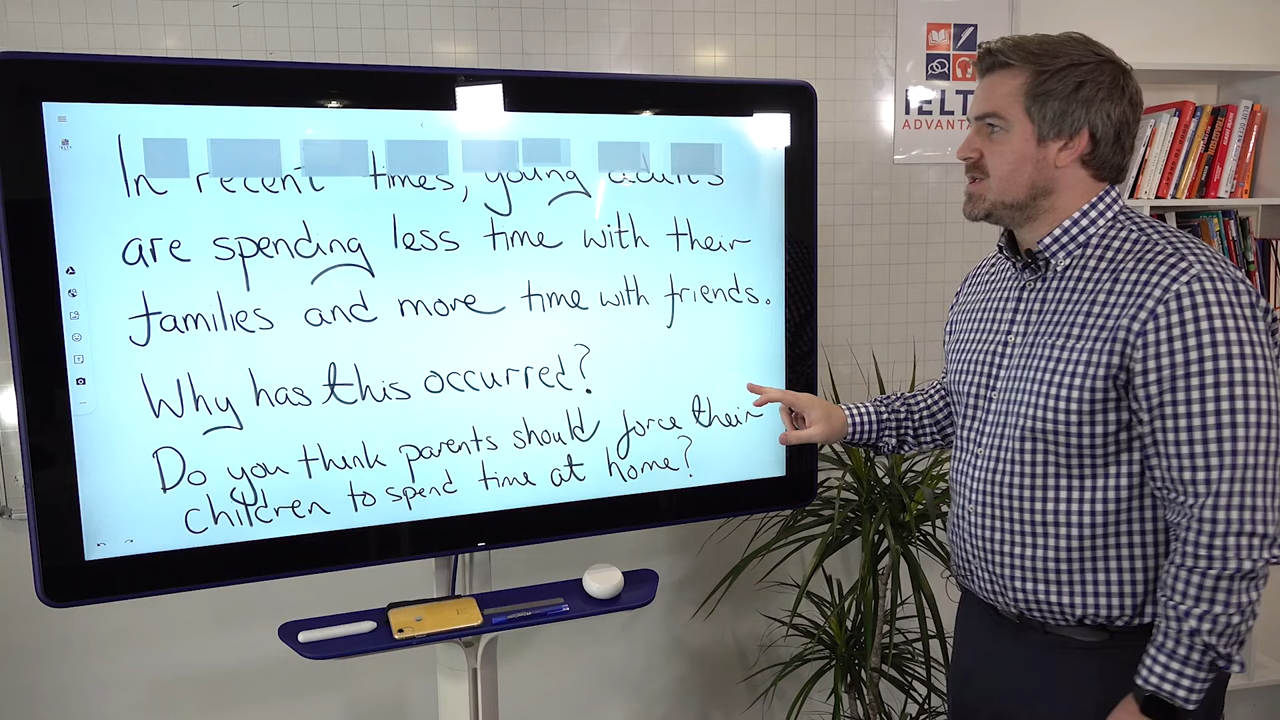 In recent times, young adults
are spending less time with their
families and more time with friends.
Why has this occurred?
Do you think parents should force their
children to spend time at home?
IELTS
ADVANTA